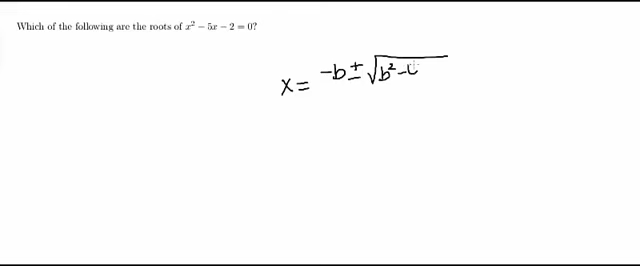 Which of the following are the roots of x² − 5x − 2 = 0?
x = -b ± √b² -